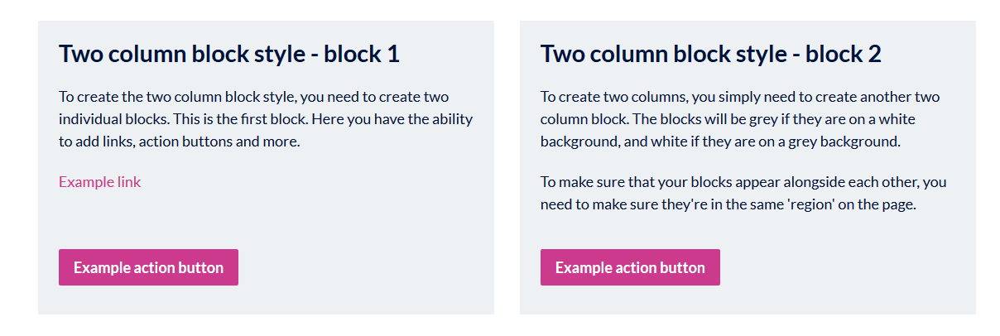 Two column block style - block 1
To create the two column block style, you need to create two
individual blocks. This is the first block. Here you have the ability
to add links, action buttons and more.
Example link
Example action button
Two column block style - block 2
To create two columns, you simply need to create another two
column block. The blocks will be grey if they are on a white
background, and white if they are on a grey background.
To make sure that your blocks appear alongside each other, you
need to make sure they're in the same 'region' on the page.
Example action button